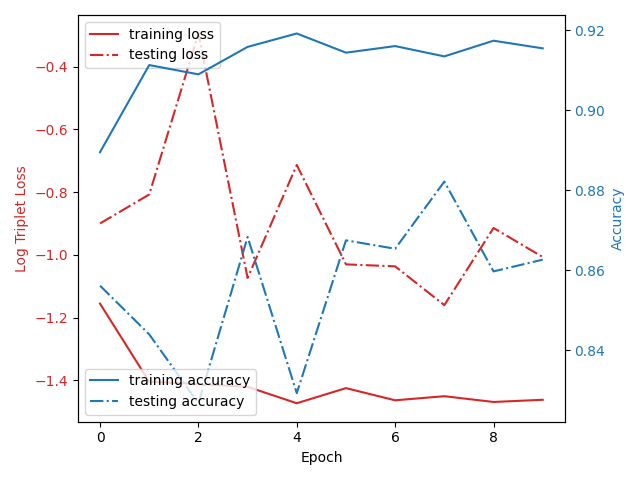 training loss
testing loss
training accuracy
testing accuracy
−0.4
−0.6
−0.8
−1.0
−1.2
−1.4
Log Triplet Loss
0.92
0.90
0.88
0.86
0.84
Accuracy
0 2 4 6 8
Epoch